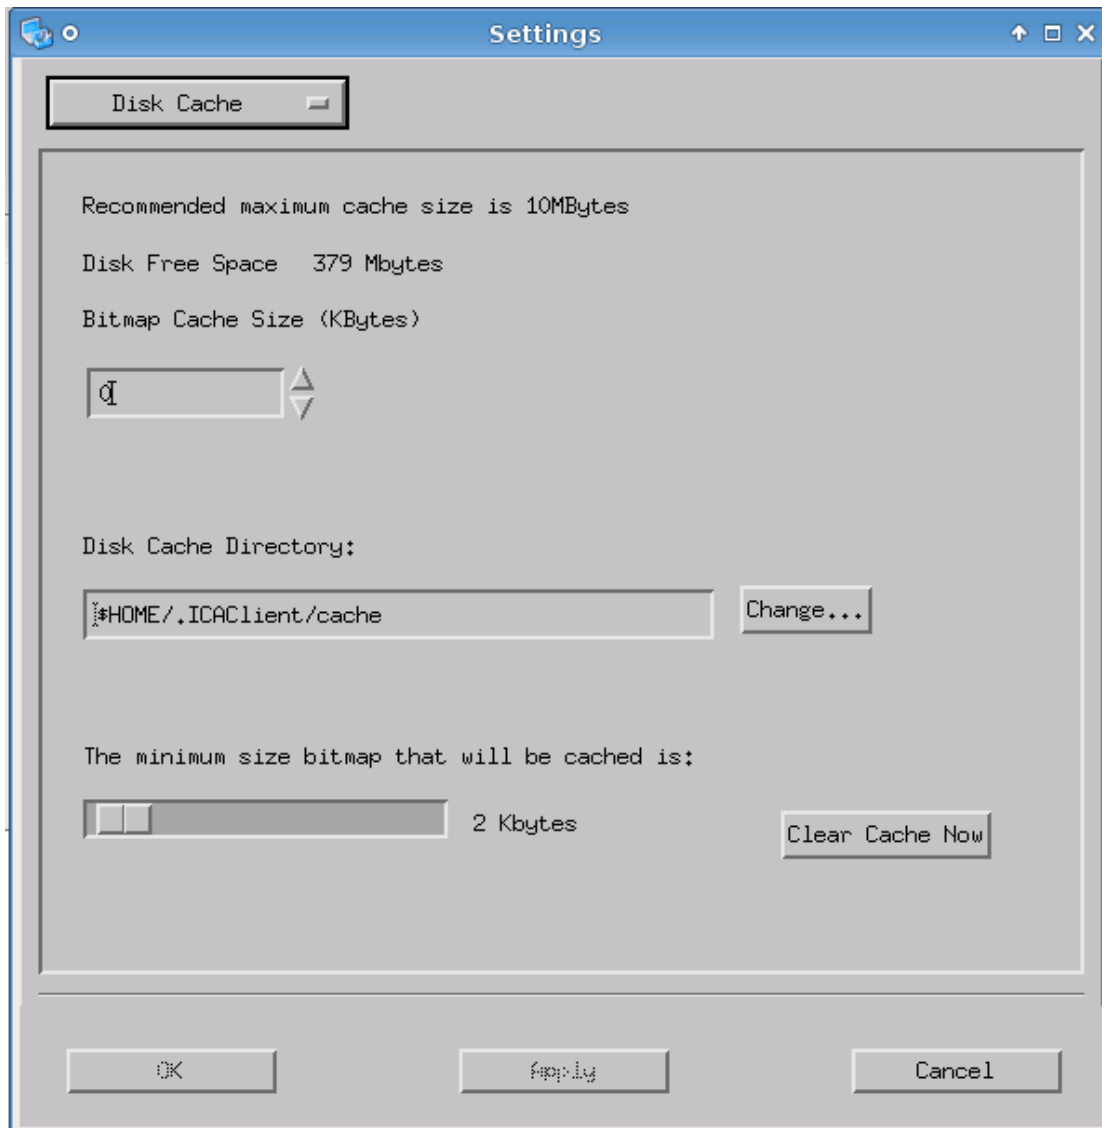 Settings
Disk Cache
Recommended maximum cache size is 10MBytes
Disk Free Space 379 Mbytes
Bitmap Cache Size (KBytes)
0
Disk Cache Directory:
$HOME/.ICAClient/cache
Change...
The minimum size bitmap that will be cached is:
2 Kbytes
Clear Cache Now
OK
Apply
Cancel